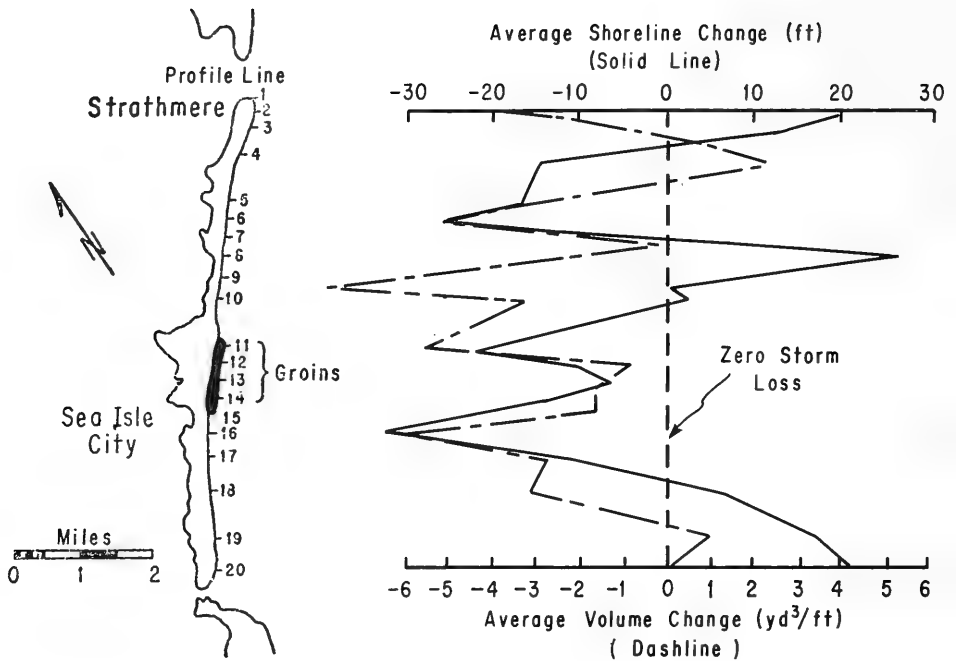 Average Shoreline Change (ft)
(Solid Line)
-30 -20 -10 0 10 20 30
Profile Line
Strathmere
1
2
3
4
5
6
7
8
9
10
11
12
13
14
15
16
17
18
19
20
Groins
Sea Isle
City
Miles
0 1 2
Zero Storm
Loss
-6 -5 -4 -3 -2 -1 0 1 2 3 4 5 6
Average Volume Change (yd³/ft)
( Dashline )